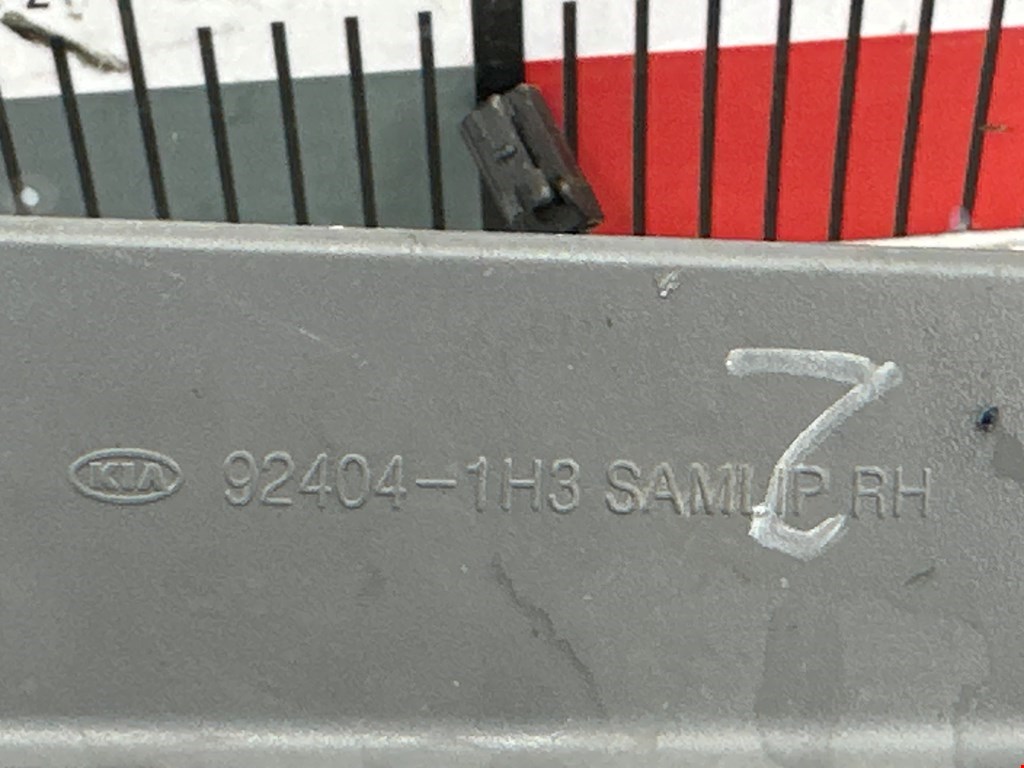 KIA 92404-1H3 SAMLIP RH
Z